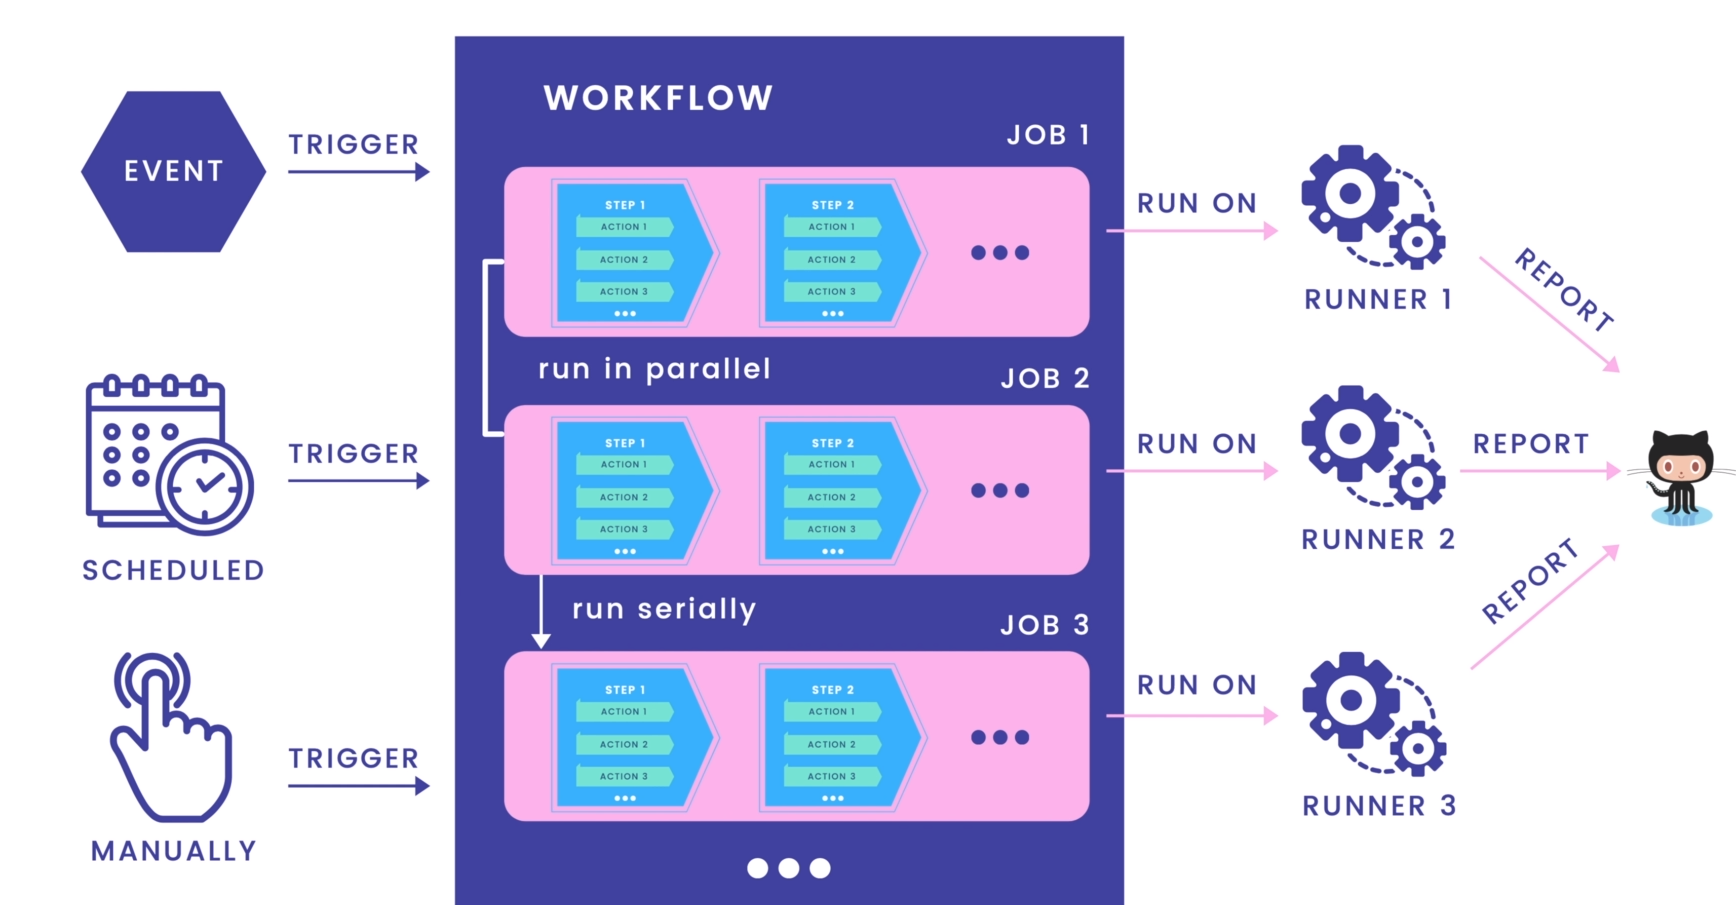 EVENT
TRIGGER
SCHEDULED
TRIGGER
MANUALLY
TRIGGER
WORKFLOW
JOB 1
STEP 1
ACTION 1
ACTION 2
ACTION 3
STEP 2
ACTION 1
ACTION 2
ACTION 3
run in parallel
JOB 2
STEP 1
ACTION 1
ACTION 2
ACTION 3
STEP 2
ACTION 1
ACTION 2
ACTION 3
run serially
JOB 3
STEP 1
ACTION 1
ACTION 2
ACTION 3
STEP 2
ACTION 1
ACTION 2
ACTION 3
RUN ON
RUNNER 1
REPORT
RUN ON
RUNNER 2
REPORT
RUN ON
RUNNER 3
REPORT